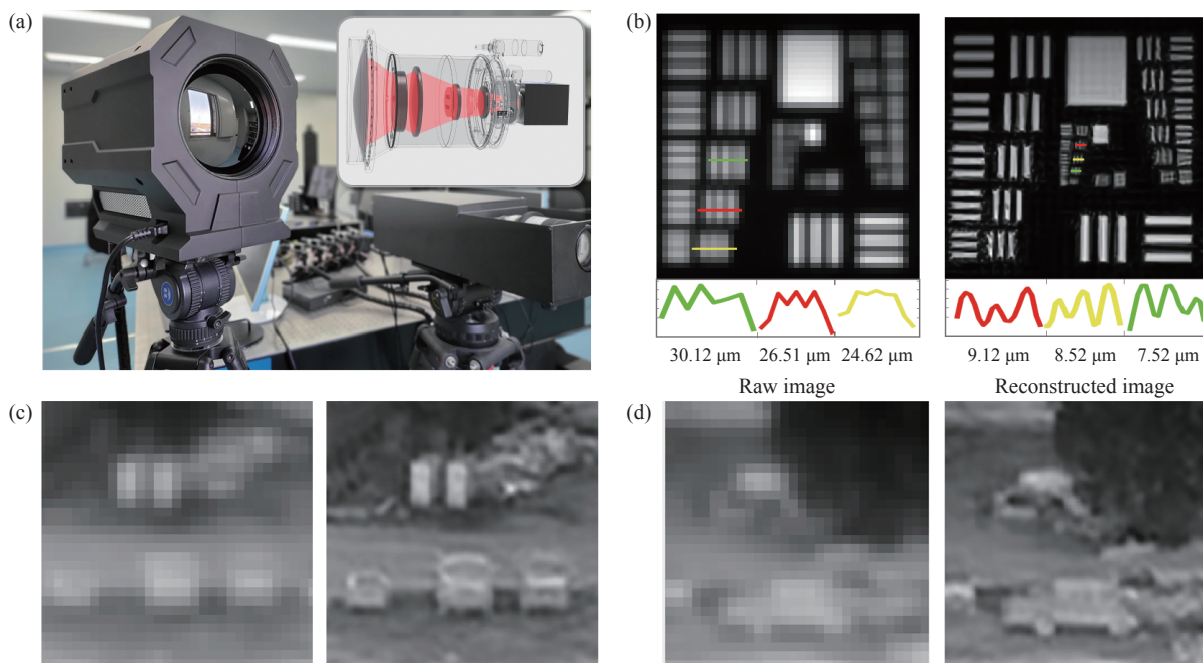 (a)
(b)
30.12 μm 26.51 μm 24.62 μm
9.12 μm 8.52 μm 7.52 μm
Raw image
Reconstructed image
(c)
(d)